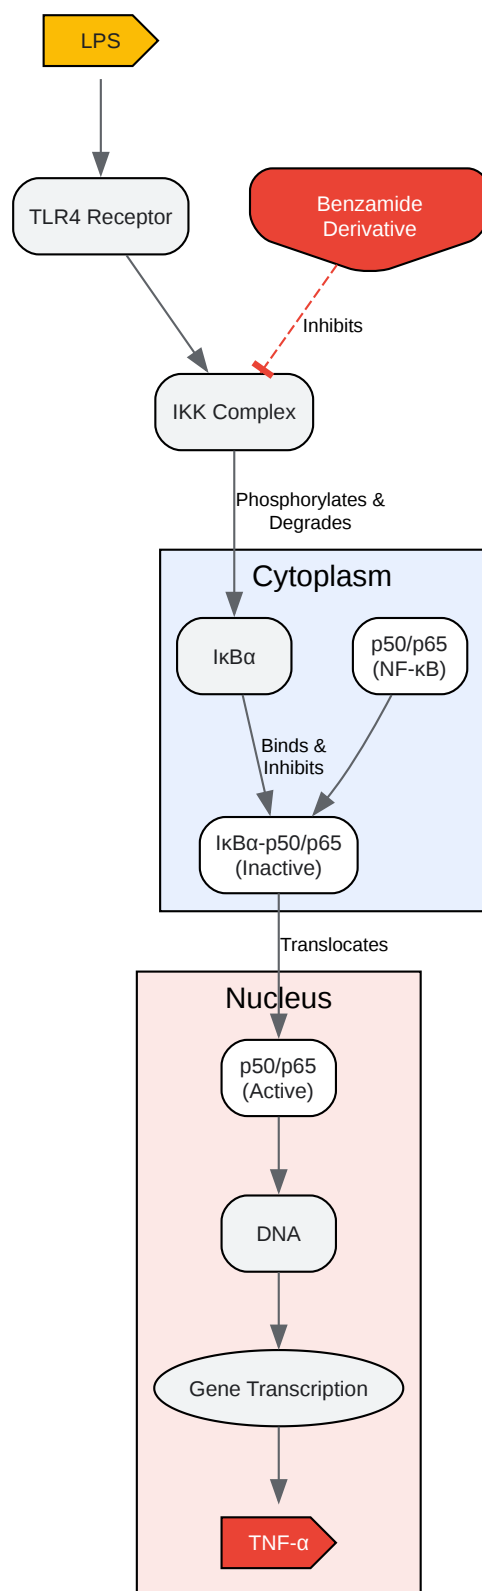 LPS
TLR4 Receptor
Benzamide
Derivative
Inhibits
IKK Complex
Phosphorylates &
Degrades
Cytoplasm
IκBα
p50/p65
(NF-κB)
Binds &
Inhibits
IκBα-p50/p65
(Inactive)
Translocates
Nucleus
p50/p65
(Active)
DNA
Gene Transcription
TNF-α